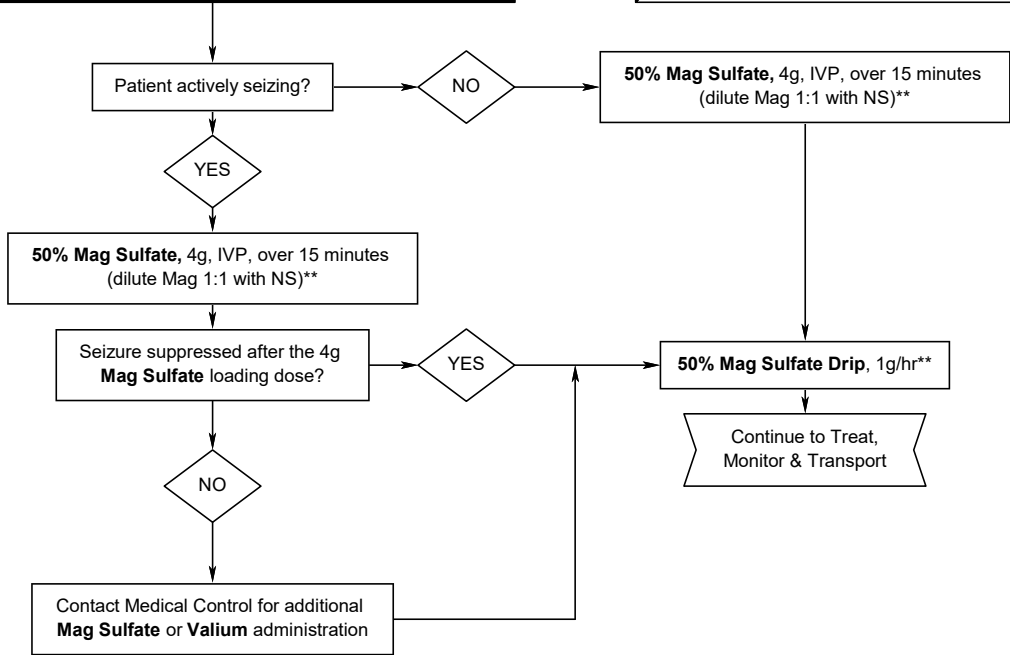 Patient actively seizing?
NO
50% Mag Sulfate, 4g, IVP, over 15 minutes
(dilute Mag 1:1 with NS)**
YES
50% Mag Sulfate, 4g, IVP, over 15 minutes
(dilute Mag 1:1 with NS)**
Seizure suppressed after the 4g
Mag Sulfate loading dose?
YES
50% Mag Sulfate Drip, 1g/hr**
Continue to Treat,
Monitor & Transport
NO
Contact Medical Control for additional
Mag Sulfate or Valium administration